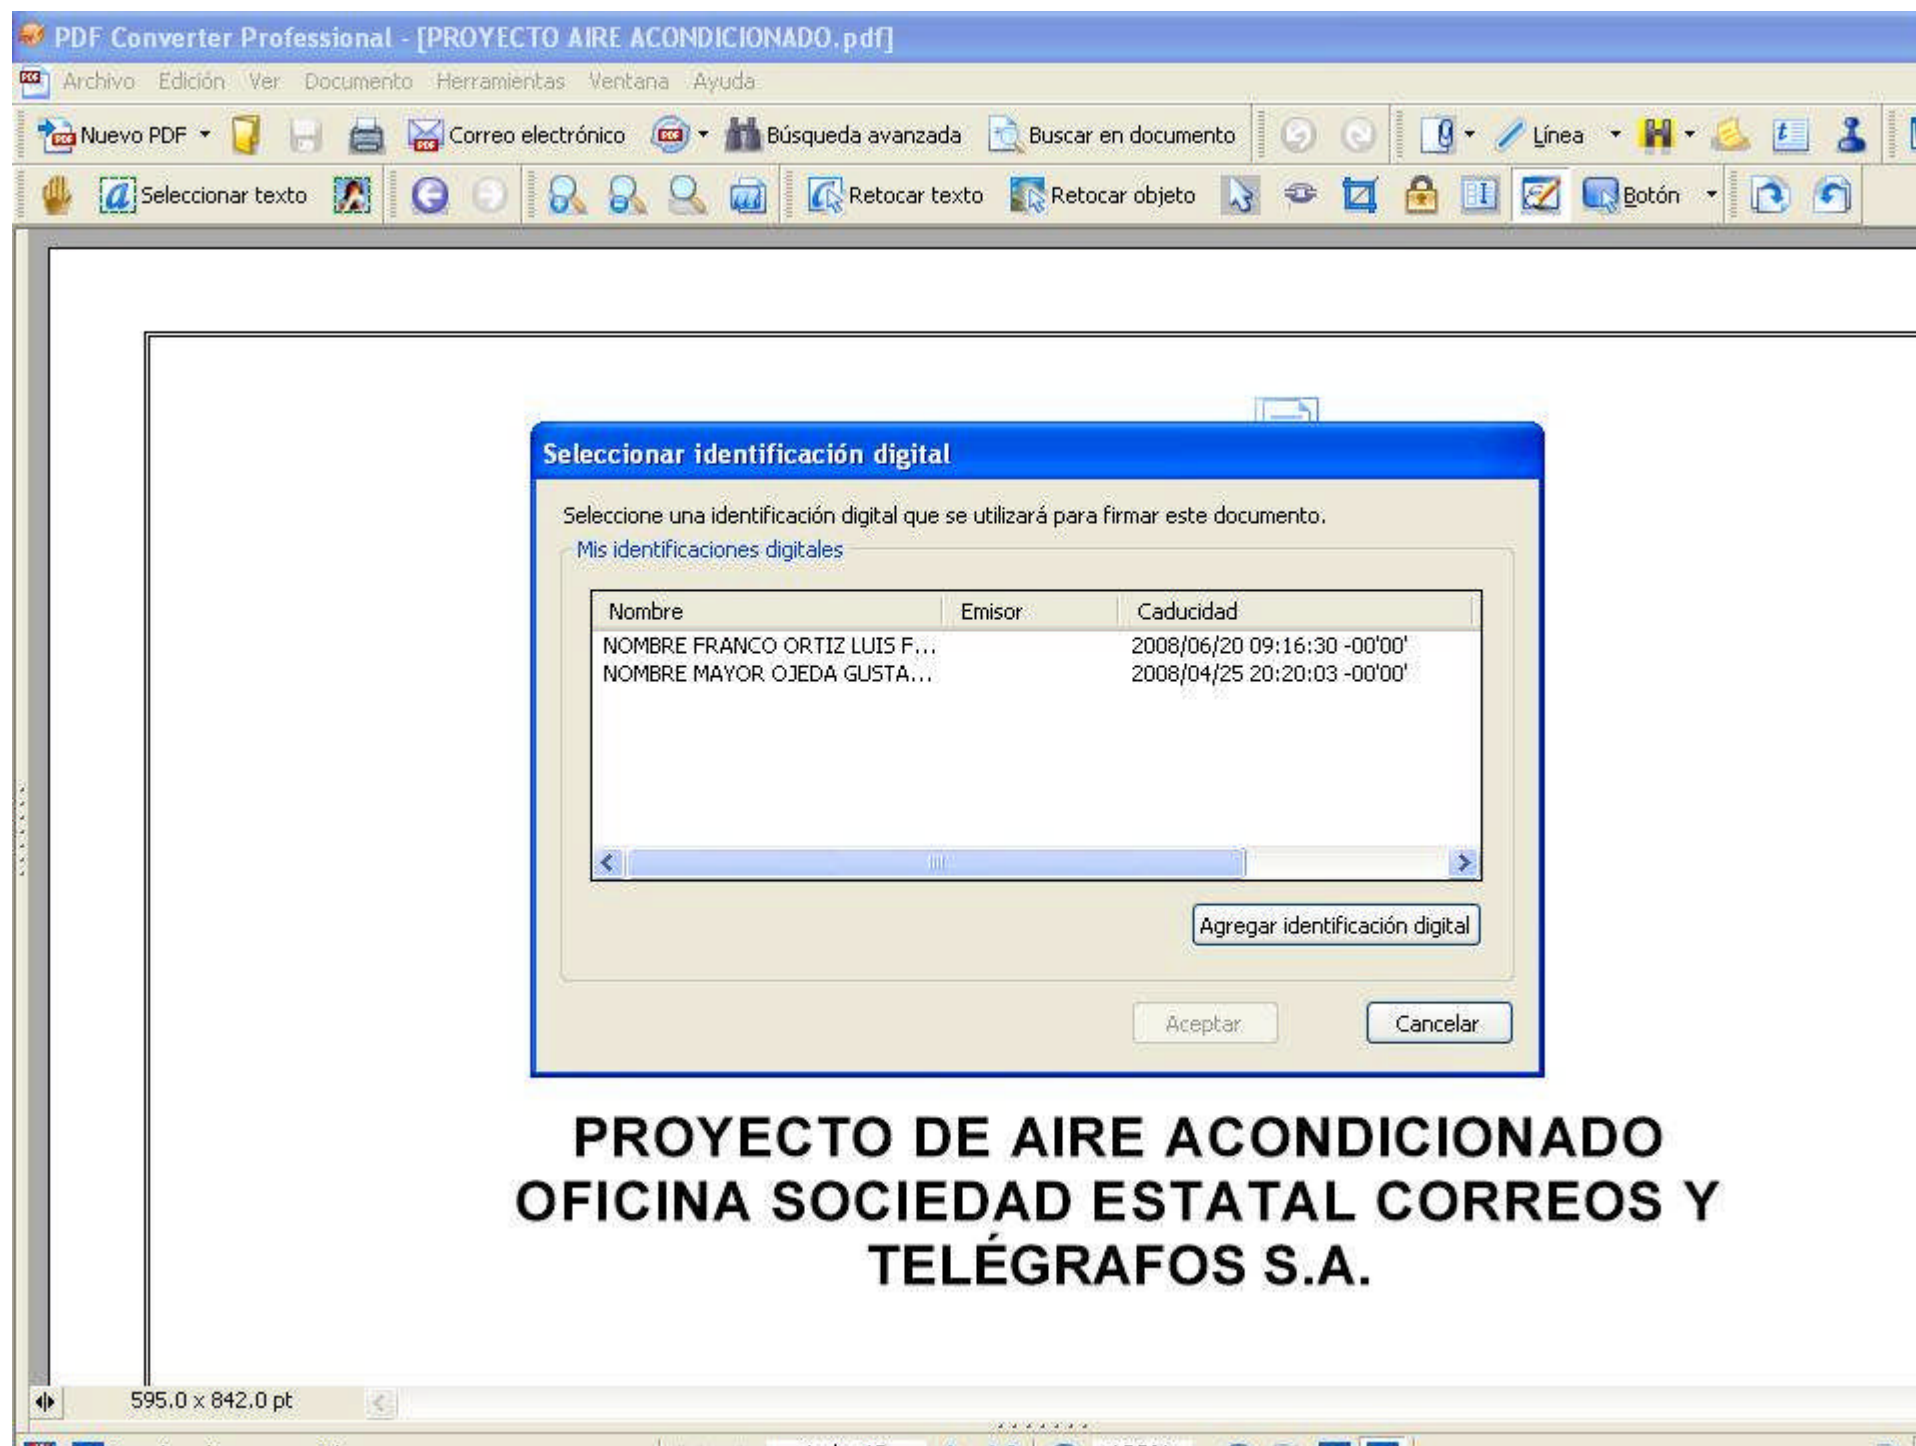 PDF Converter Professional - [PROYECTO AIRE ACONDICIONADO.pdf]
Archivo Edición Ver Documento Herramientas Ventana Ayuda
Nuevo PDF Correo electrónico Búsqueda avanzada Buscar en documento Línea
Seleccionar texto Retocar texto Retocar objeto Botón
Seleccionar identificación digital
Seleccione una identificación digital que se utilizará para firmar este documento.
Mis identificaciones digitales
Nombre Emisor Caducidad
NOMBRE FRANCO ORTIZ LUIS F... 2008/06/20 09:16:30 -00'00'
NOMBRE MAYOR OJEDA GUSTA... 2008/04/25 20:20:03 -00'00'
Agregar identificación digital
Aceptar Cancelar
PROYECTO DE AIRE ACONDICIONADO
OFICINA SOCIEDAD ESTATAL CORREOS Y
TELÉGRAFOS S.A.
595.0 x 842.0 pt